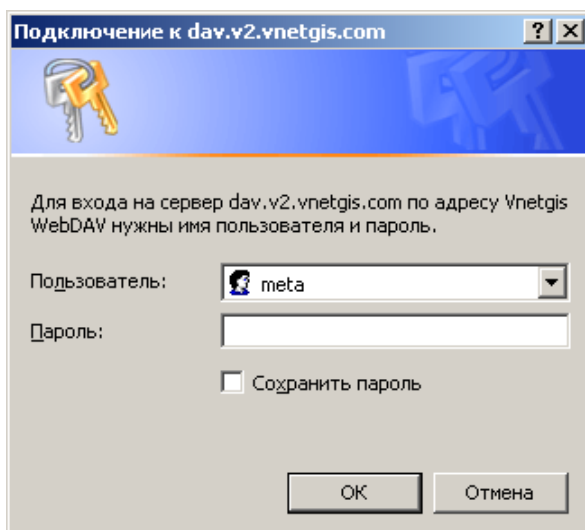 Подключение к dav.v2.vnetgis.com
Для входа на сервер dav.v2.vnetgis.com по адресу Vnetgis
WebDAV нужны имя пользователя и пароль.
Пользователь: meta
Пароль:
Сохранить пароль
OK Отмена